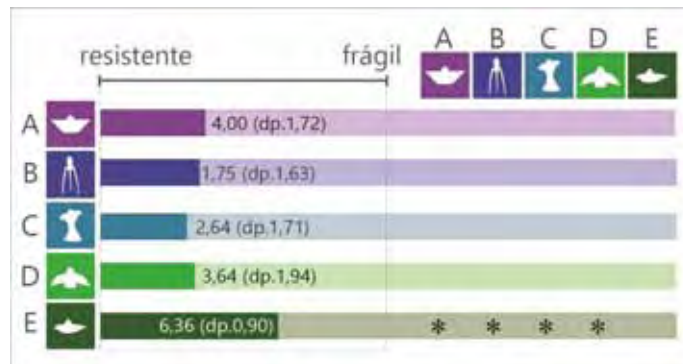 A B C D E
resistente frágil
A 4,00 (dp.1,72)
B 1,75 (dp.1,63)
C 2,64 (dp.1,71)
D 3,64 (dp.1,94)
E 6,36 (dp.0,90) * * * *